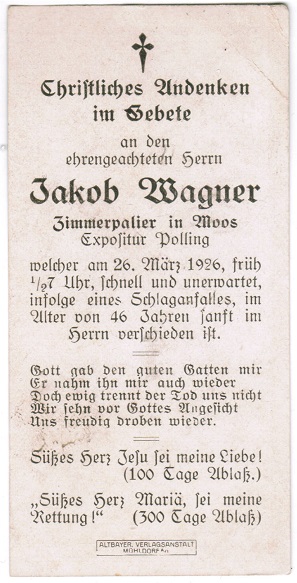 Christliches Andenken
im Gebete
an den
ehrengeachteten Herrn
Jakob Wagner
Zimmerpalier in Moos
Expositur Polling
welcher am 26. März 1926, früh
½7 Uhr, schnell und unerwartet,
infolge eines Schlaganfalles, im
Alter von 46 Jahren sanft im
Herrn verschieden ist.
Gott gab den guten Gatten mir
Er nahm ihn mir auch wieder
Doch ewig trennt der Tod uns nicht
Wir sehn vor Gottes Angesicht
Uns freudig droben wieder.
Süßes Herz Jesu sei meine Liebe!
(100 Tage Ablaß.)
„Süßes Herz Mariä, sei meine
Rettung!“ (300 Tage Ablaß)
ALTBAYER. VERLAGSANSTALT
MÜHLDORF